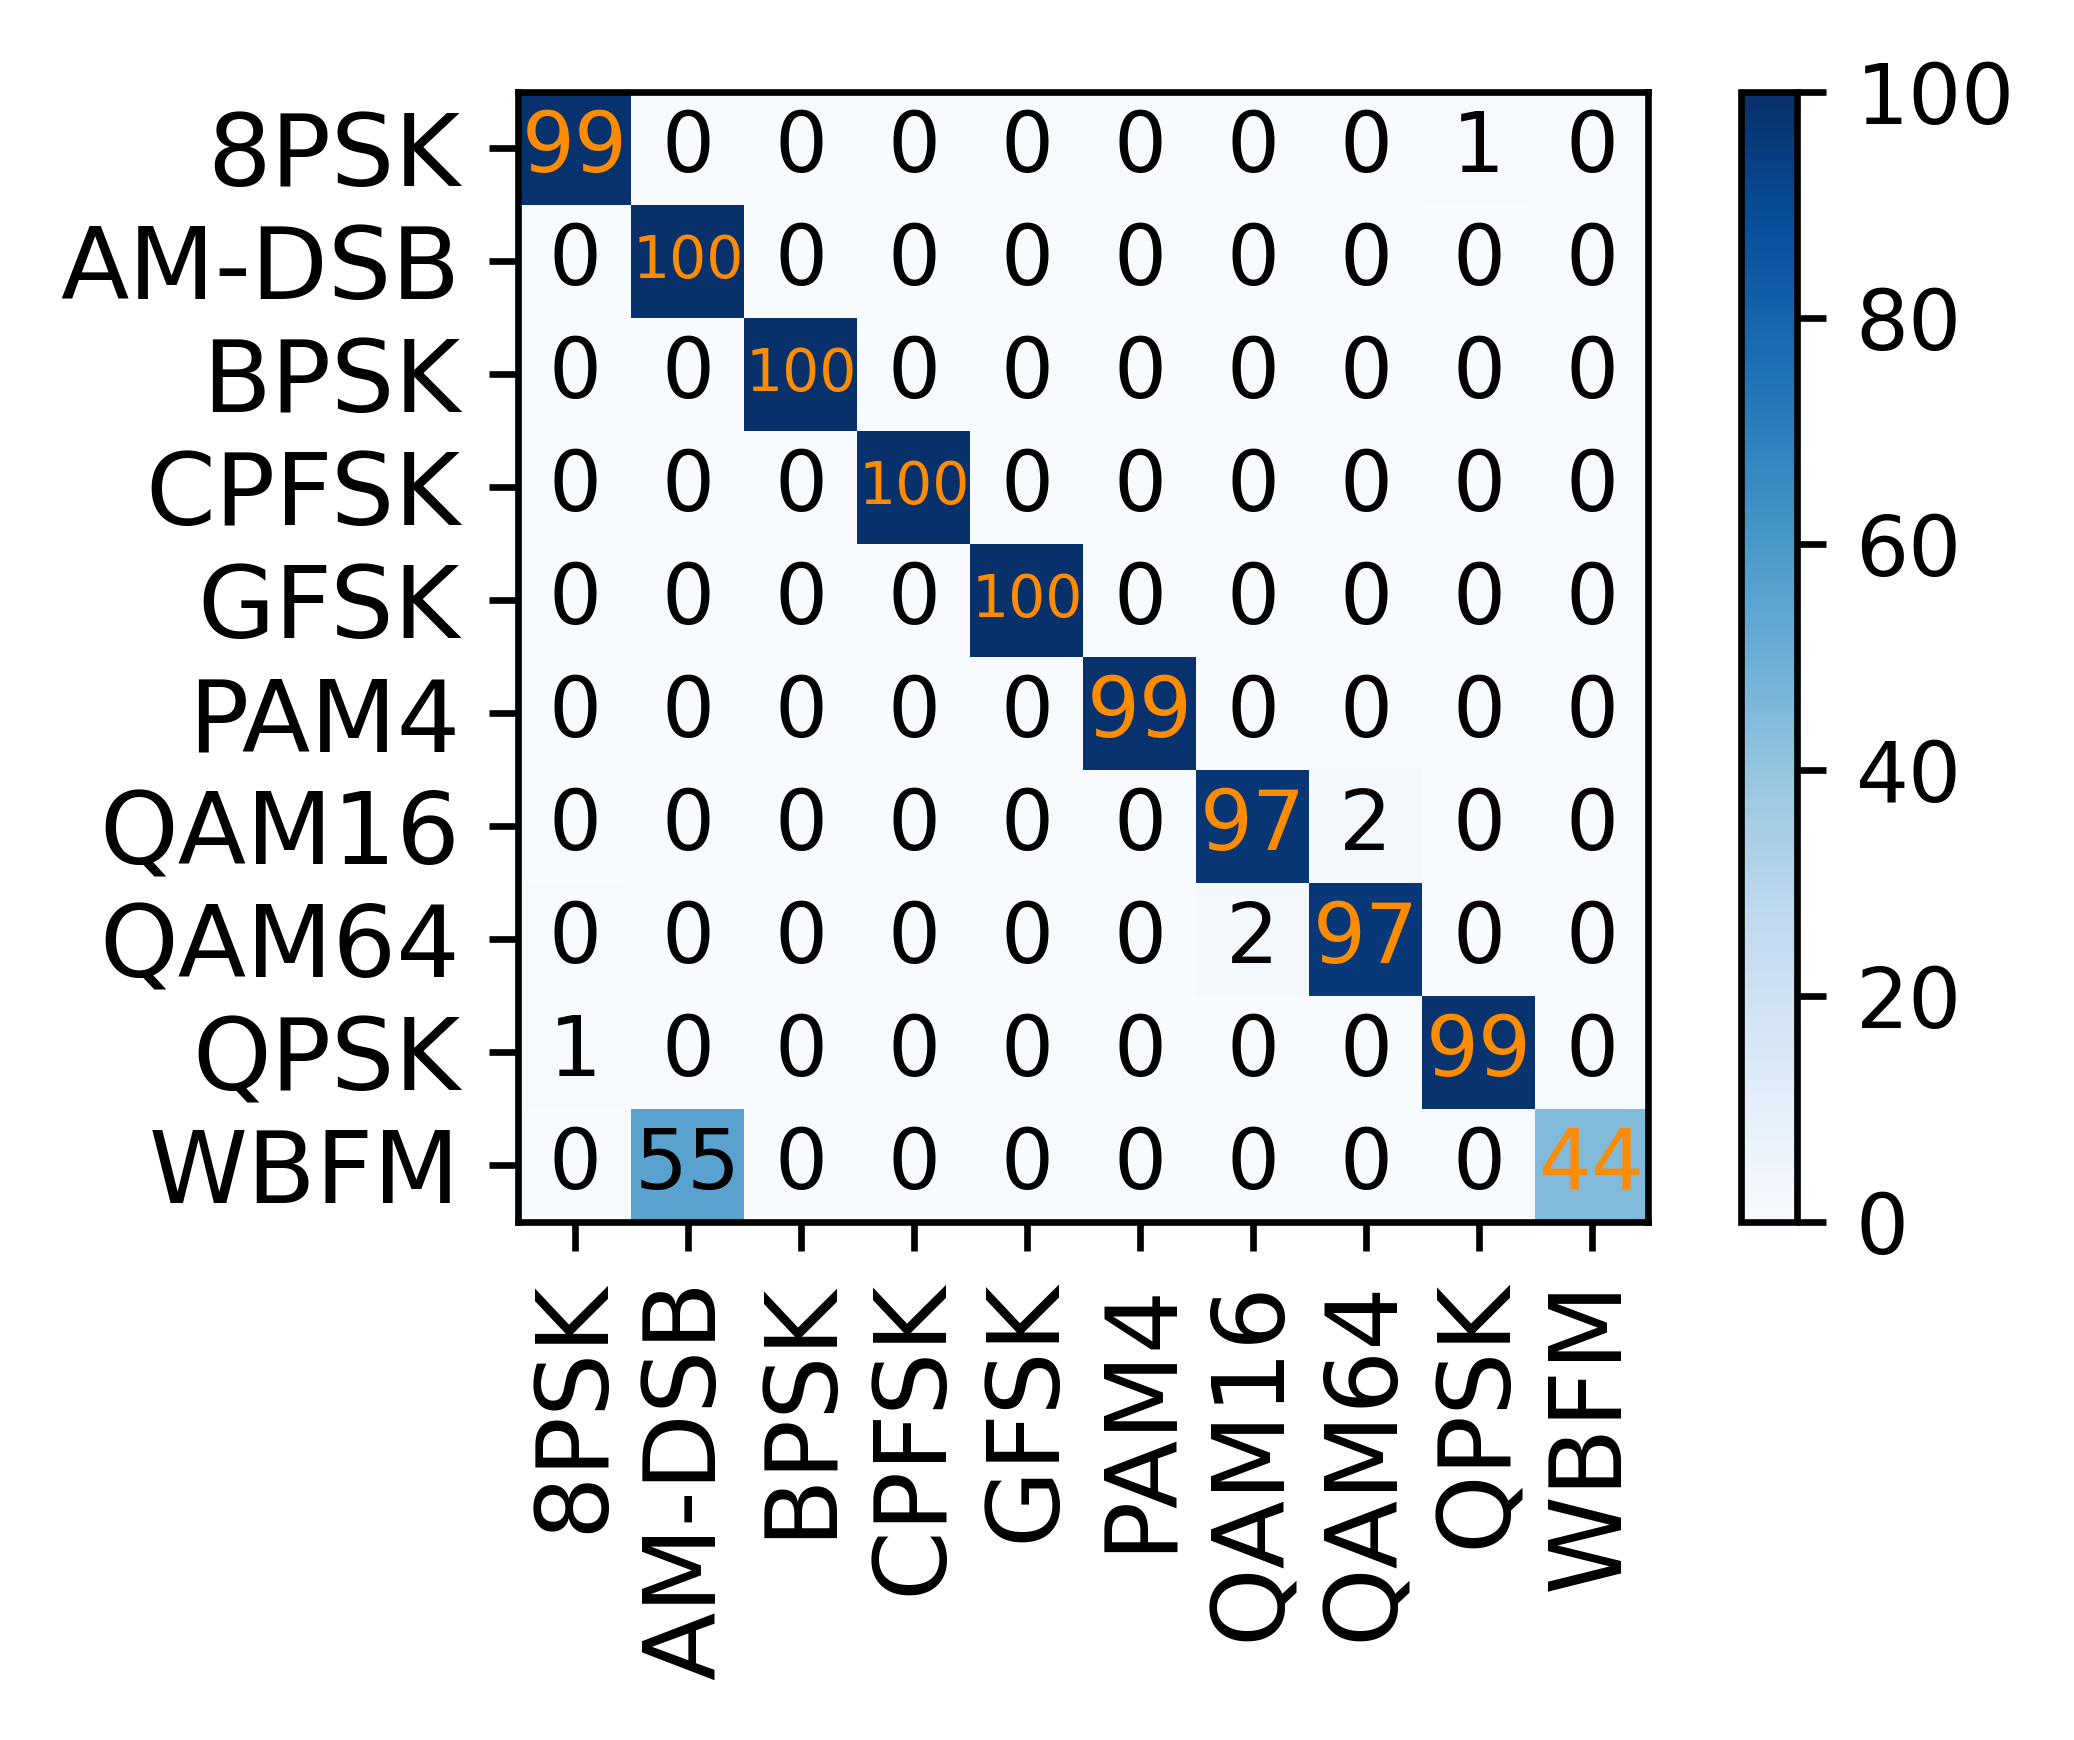 8PSK 99 0 0 0 0 0 0 0 1 0
AM-DSB 0 100 0 0 0 0 0 0 0 0
BPSK 0 0 100 0 0 0 0 0 0 0
CPFSK 0 0 0 100 0 0 0 0 0 0
GFSK 0 0 0 0 100 0 0 0 0 0
PAM4 0 0 0 0 0 99 0 0 0 0
QAM16 0 0 0 0 0 0 97 2 0 0
QAM64 0 0 0 0 0 0 2 97 0 0
QPSK 1 0 0 0 0 0 0 0 99 0
WBFM 0 55 0 0 0 0 0 0 0 44
8PSK
AM-DSB
BPSK
CPFSK
GFSK
PAM4
QAM16
QAM64
QPSK
WBFM
100
80
60
40
20
0